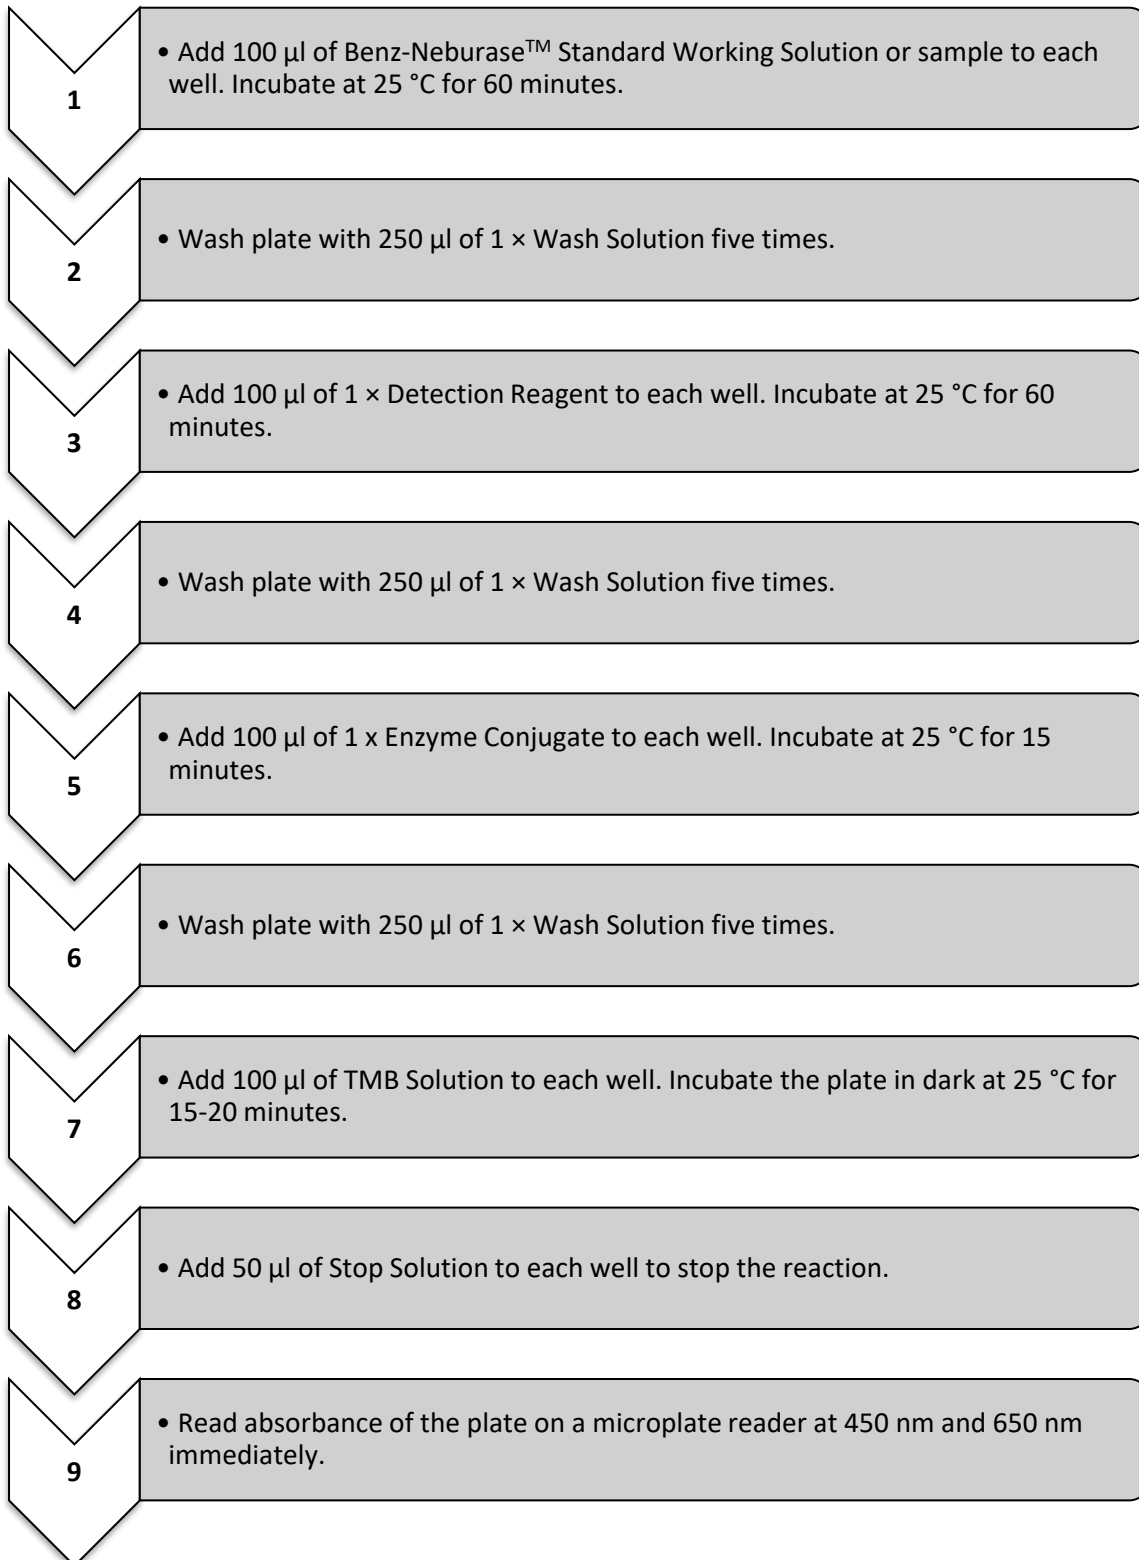 • Add 100 µl of Benz-Neburase™ Standard Working Solution or sample to each
well. Incubate at 25 °C for 60 minutes.
1
• Wash plate with 250 µl of 1 × Wash Solution five times.
2
• Add 100 µl of 1 × Detection Reagent to each well. Incubate at 25 °C for 60
minutes.
3
• Wash plate with 250 µl of 1 × Wash Solution five times.
4
• Add 100 µl of 1 x Enzyme Conjugate to each well. Incubate at 25 °C for 15
minutes.
5
• Wash plate with 250 µl of 1 × Wash Solution five times.
6
• Add 100 µl of TMB Solution to each well. Incubate the plate in dark at 25 °C for
15-20 minutes.
7
• Add 50 µl of Stop Solution to each well to stop the reaction.
8
• Read absorbance of the plate on a microplate reader at 450 nm and 650 nm
immediately.
9